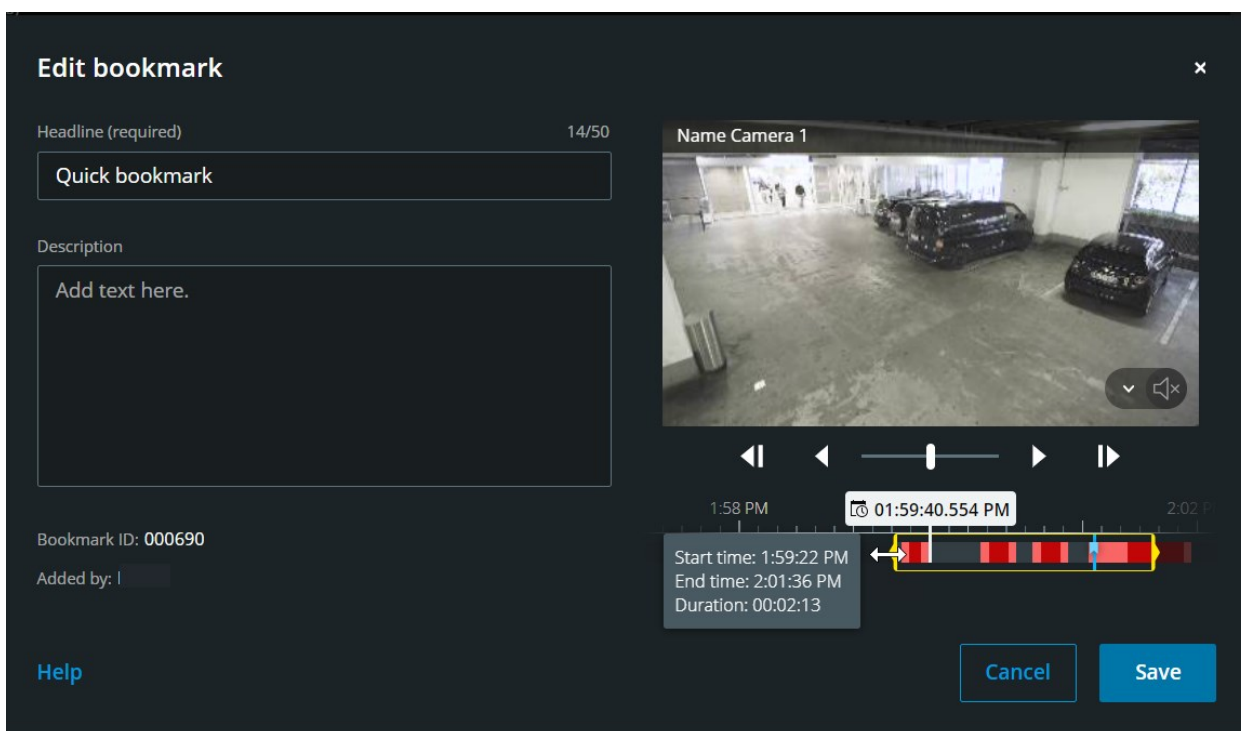 Edit bookmark
Headline (required)
14/50
Quick bookmark
Description
Add text here.
Bookmark ID: 000690
Added by:
Help
Name Camera 1
1:58 PM
01:59:40.554 PM
2:02 P
Start time: 1:59:22 PM
End time: 2:01:36 PM
Duration: 00:02:13
Cancel
Save